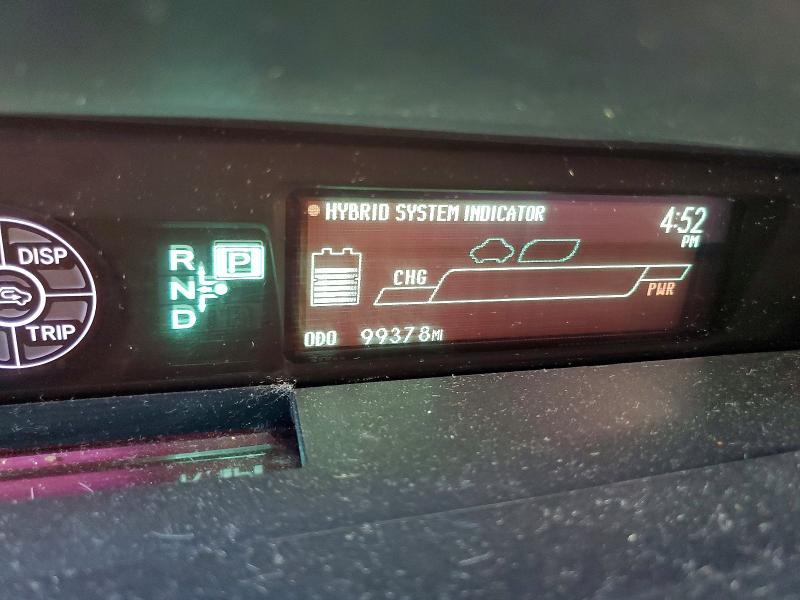 HYBRID SYSTEM INDICATOR
4:52
PM
DISP
R P
N
D
TRIP
CHG
PWR
ODO 99378MI